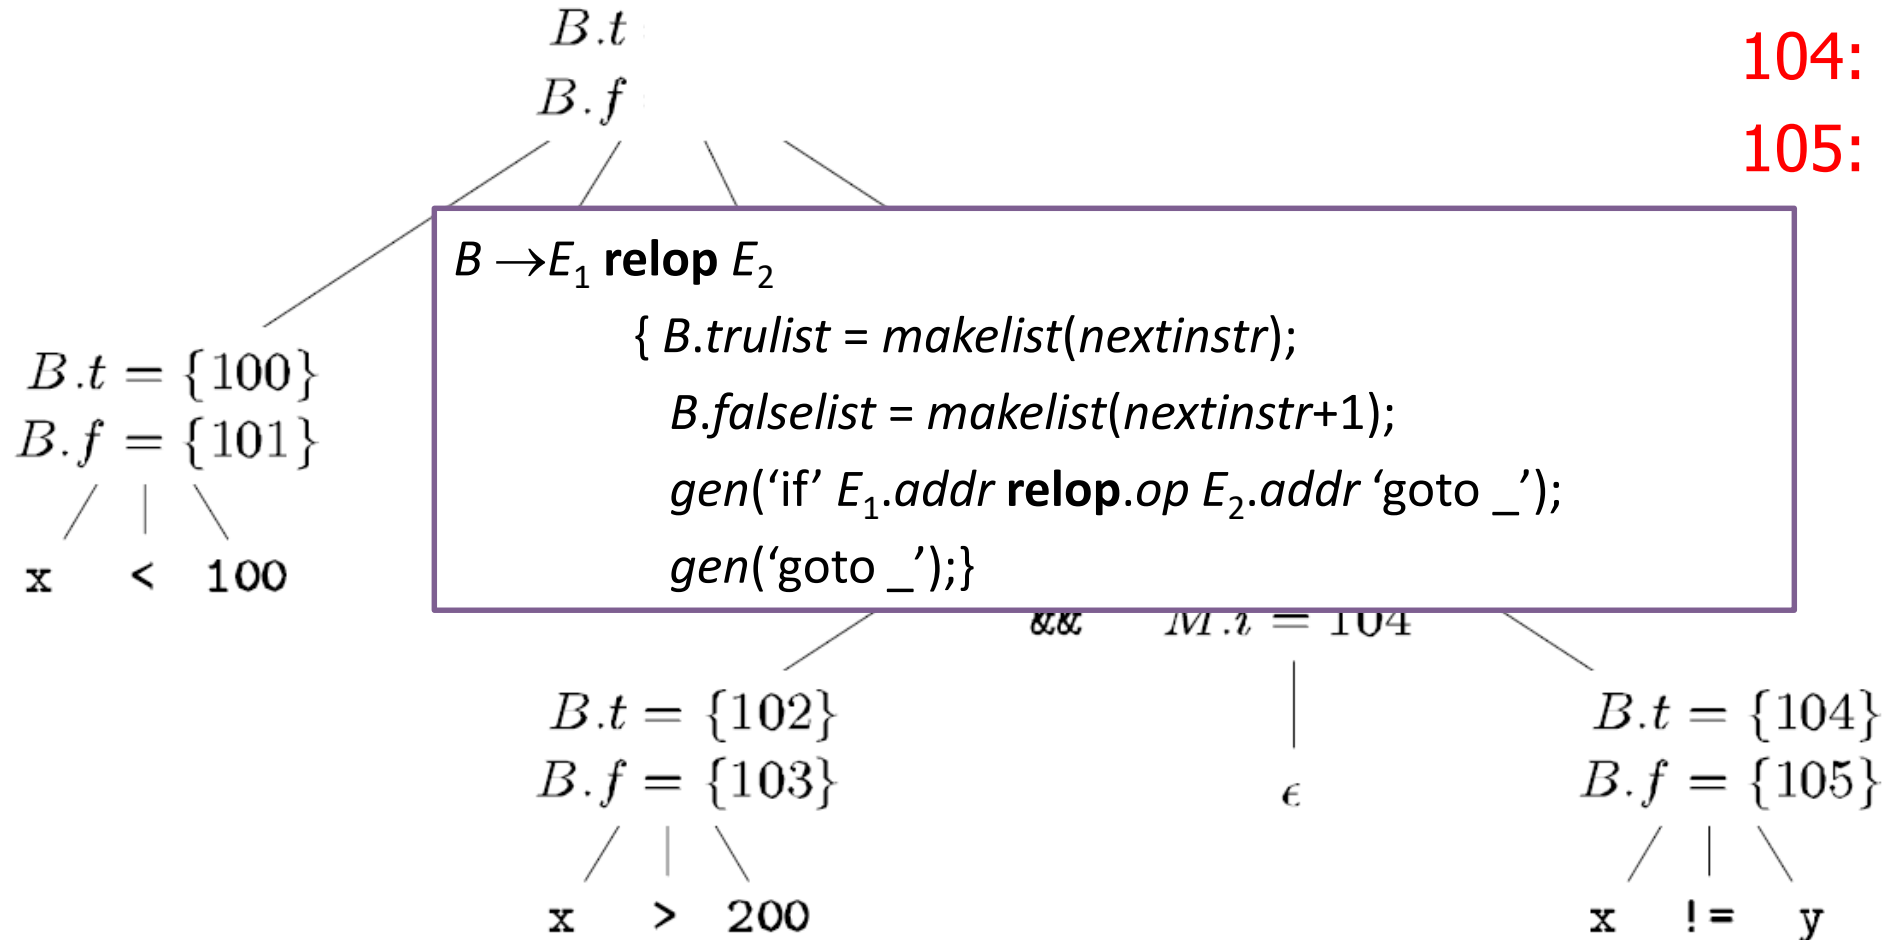 B.t
B.f
104:
105:
B →E1 relop E2
{ B.trulist = makelist(nextinstr);
B.falselist = makelist(nextinstr+1);
gen(‘if’ E1.addr relop.op E2.addr ‘goto _’);
gen(‘goto _’);}
B.t = {100}
B.f = {101}
x < 100
&& M.i = 104
B.t = {102}
B.f = {103}
x > 200
ϵ
B.t = {104}
B.f = {105}
x != y